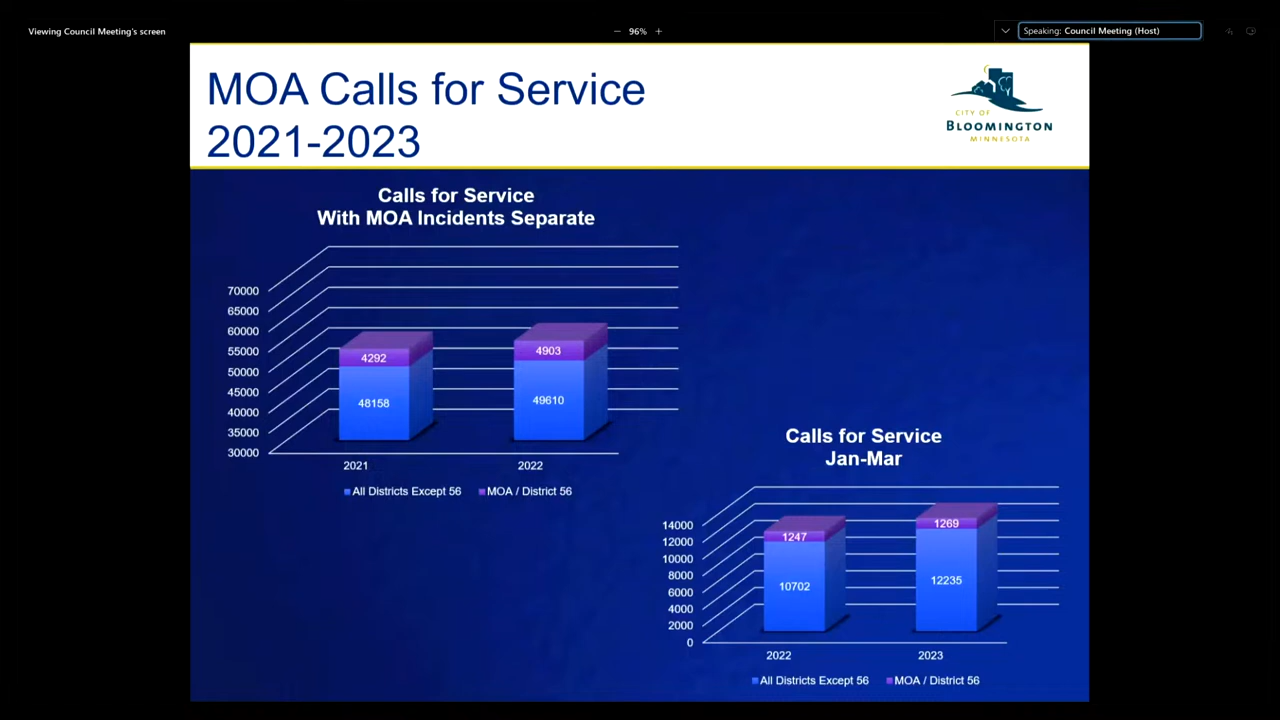 Viewing Council Meeting's screen
96%
Speaking: Council Meeting (Host)
MOA Calls for Service
2021-2023
CITY OF
BLOOMINGTON
MINNESOTA
Calls for Service
With MOA Incidents Separate
70000
65000
60000
55000
50000
45000
40000
35000
30000
4292
48158
4903
49610
2021
2022
All Districts Except 56
MOA / District 56
Calls for Service
Jan-Mar
14000
12000
10000
8000
6000
4000
2000
0
1247
10702
1269
12235
2022
2023
All Districts Except 56
MOA / District 56